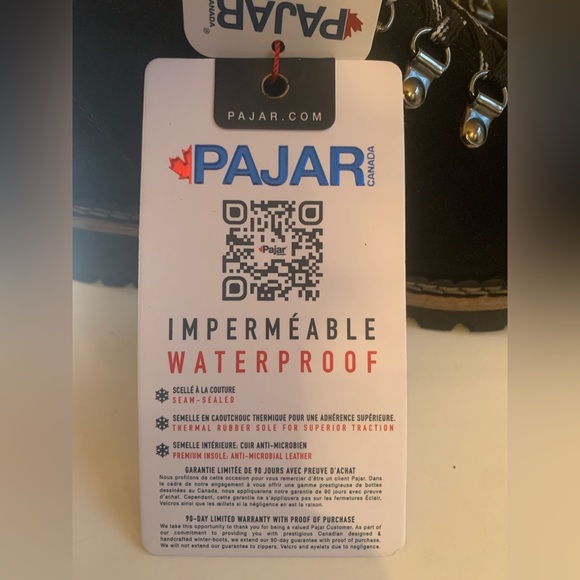 PAJAR
CANADA®
PAJAR.COM
PAJAR
CANADA
Pajar
IMPERMÉABLE
WATERPROOF
SCELLÉ À LA COUTURE
SEAM-SEALED
SEMELLE EN CAOUTCHOUC THERMIQUE POUR UNE ADHÉRENCE SUPÉRIEURE.
THERMAL RUBBER SOLE FOR SUPERIOR TRACTION
SEMELLE INTÉRIEURE: CUIR ANTI-MICROBIEN
PREMIUM INSOLE: ANTI-MICROBIAL LEATHER
GARANTIE LIMITÉE DE 90 JOURS AVEC PREUVE D'ACHAT
Nous profitons de cette occasion pour vous remercier d'être un client Pajar. Dans
le cadre de notre engagement à vous offrir une gamme prestigieuse de bottes
dessinées au Canada, nous appliquerons notre garantie de 90 jours avec preuve
d'achat. Cependant, cette garantie ne s'appliquera pas sur les fermetures Éclair,
Velcros ainsi que les œillets si la négligence en est la raison.
90-DAY LIMITED WARRANTY WITH PROOF OF PURCHASE
We take this opportunity to thank you for being a valued Pajar Customer. As part of
our commitment to providing you with prestigious Canadian designed &
handcrafted winter-boots, we extend our 90-day guarantee with proof of purchase.
We will not extend our guarantee to zippers, Velcro and eyelets due to negligence.